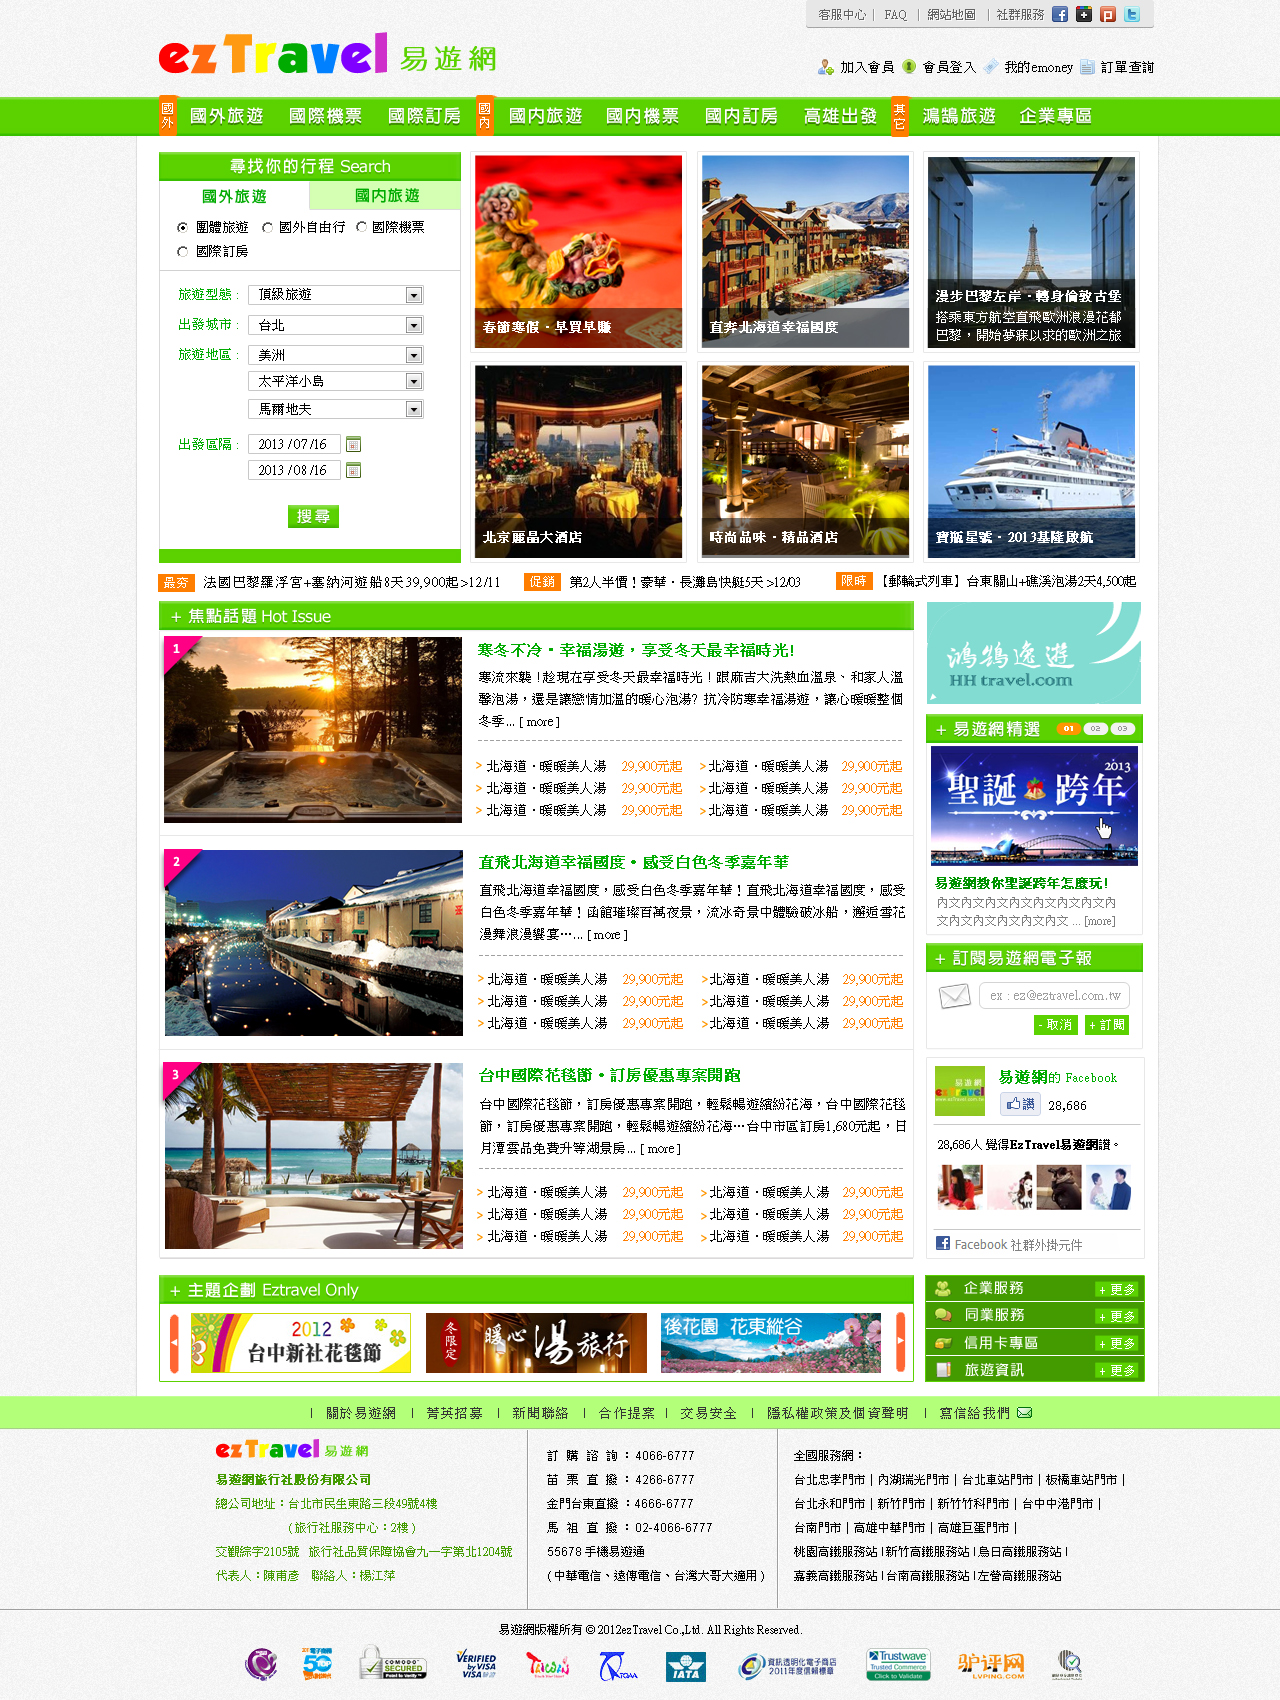 客服中心 | FAQ | 網站地圖 | 社群服務
ezTravel 易遊網
加入會員 會員登入 我的emoney 訂單查詢
國外 國外旅遊 國際機票 國際訂房 國內 國內旅遊 國內機票 國內訂房 高雄出發 其它 鴻鵠旅遊 企業專區
尋找你的行程 Search
國外旅遊 國內旅遊
團體旅遊 國外自由行 國際機票
國際訂房
旅遊型態 : 頂級旅遊
出發城市 : 台北
旅遊地區 : 美洲
太平洋小島
馬爾地夫
出發區隔 : 2013 / 07 / 16
2013 / 08 / 16
搜尋
春節寒假．早買早賺
直奔北海道幸福國度
漫步巴黎左岸．轉身倫敦古堡
搭乘東方航空直飛歐洲浪漫花都
巴黎，開始夢寐以求的歐洲之旅
北京麗晶大酒店
時尚品味．精品酒店
寶瓶星號．2013基隆啟航
最夯 法國巴黎羅浮宮+塞納河遊船8天39,900起>12/11
促銷 第2人半價！豪華．長灘島快艇5天 >12/03
限時 【郵輪式列車】台東關山+礁溪泡湯2天4,500起
+ 焦點話題 Hot Issue
1
寒冬不冷．幸福湯遊，享受冬天最幸福時光!
寒流來襲！趁現在享受冬天最幸福時光！跟麻吉大洗熱血溫泉、和家人溫
馨泡湯，還是讓戀情加溫的暖心泡湯? 抗冷防寒幸福湯遊，讓心暖暖整個
冬季... [ more ]
> 北海道．暖暖美人湯 29,900元起 > 北海道．暖暖美人湯 29,900元起
> 北海道．暖暖美人湯 29,900元起 > 北海道．暖暖美人湯 29,900元起
> 北海道．暖暖美人湯 29,900元起 > 北海道．暖暖美人湯 29,900元起
2
直飛北海道幸福國度．感受白色冬季嘉年華
直飛北海道幸福國度，感受白色冬季嘉年華！直飛北海道幸福國度，感受
白色冬季嘉年華！函館璀璨百萬夜景，流冰奇景中體驗破冰船，邂逅雪花
漫舞浪漫饗宴…... [ more ]
> 北海道．暖暖美人湯 29,900元起 > 北海道．暖暖美人湯 29,900元起
> 北海道．暖暖美人湯 29,900元起 > 北海道．暖暖美人湯 29,900元起
> 北海道．暖暖美人湯 29,900元起 > 北海道．暖暖美人湯 29,900元起
3
台中國際花毯節．訂房優惠專案開跑
台中國際花毯節，訂房優惠專案開跑，輕鬆暢遊繽紛花海，台中國際花毯
節，訂房優惠專案開跑，輕鬆暢遊繽紛花海…台中市區訂房1,680元起，日
月潭雲品免費升等湖景房... [ more ]
> 北海道．暖暖美人湯 29,900元起 > 北海道．暖暖美人湯 29,900元起
> 北海道．暖暖美人湯 29,900元起 > 北海道．暖暖美人湯 29,900元起
> 北海道．暖暖美人湯 29,900元起 > 北海道．暖暖美人湯 29,900元起
鴻鵠逸遊
HH travel.com
+ 易遊網精選 01 02 03
2013
聖誕 跨年
易遊網教你聖誕跨年怎麼玩!
內文內文內文內文內文內文內
文內文內文內文內文內文 ... [more]
+ 訂閱易遊網電子報
ex : ez@eztravel.com.tw
- 取消 + 訂閱
易遊網
eztravel
易遊網的 Facebook
讚 28,686
28,686人 覺得EzTravel易遊網讚。
Facebook 社群外掛元件
+ 主題企劃 Eztravel Only
2012
台中新社花毯節
冬限定 暖心湯旅行
後花園 花東縱谷
企業服務 + 更多
同業服務 + 更多
信用卡專區 + 更多
旅遊資訊 + 更多
| 關於易遊網 | 菁英招募 | 新聞聯絡 | 合作提案 | 交易安全 | 隱私權政策及個資聲明 | 寫信給我們
ezTravel 易遊網
易遊網旅行社股份有限公司
總公司地址：台北市民生東路三段49號4樓
( 旅行社服務中心：2樓 )
交觀綜字2105號 旅行社品質保障協會九一字第北1204號
代表人：陳甫彥 聯絡人：楊江萍
訂購諮詢：4066-6777
苗栗直撥：4266-6777
金門台東直撥：4666-6777
馬祖直撥：02-4066-6777
55678 手機易遊通
( 中華電信、遠傳電信、台灣大哥大適用 )
全國服務網：
台北忠孝門市 | 內湖瑞光門市 | 台北車站門市 | 板橋車站門市 |
台北永和門市 | 新竹門市 | 新竹竹科門市 | 台中中港門市 |
台南門市 | 高雄中華門市 | 高雄巨蛋門市 |
桃園高鐵服務站 | 新竹高鐵服務站 | 烏日高鐵服務站 |
嘉義高鐵服務站 | 台南高鐵服務站 | 左營高鐵服務站
易遊網版權所有 © 2012ezTravel Co.,Ltd. All Rights Reserved.
COMODO SECURED
VERIFIED by VISA
TAIWAN
TQAA
IATA
資訊透明化電子商店
2011年度信賴標章
Trustwave
Trusted Commerce
Click to Validate
驴评网
LVPING.COM